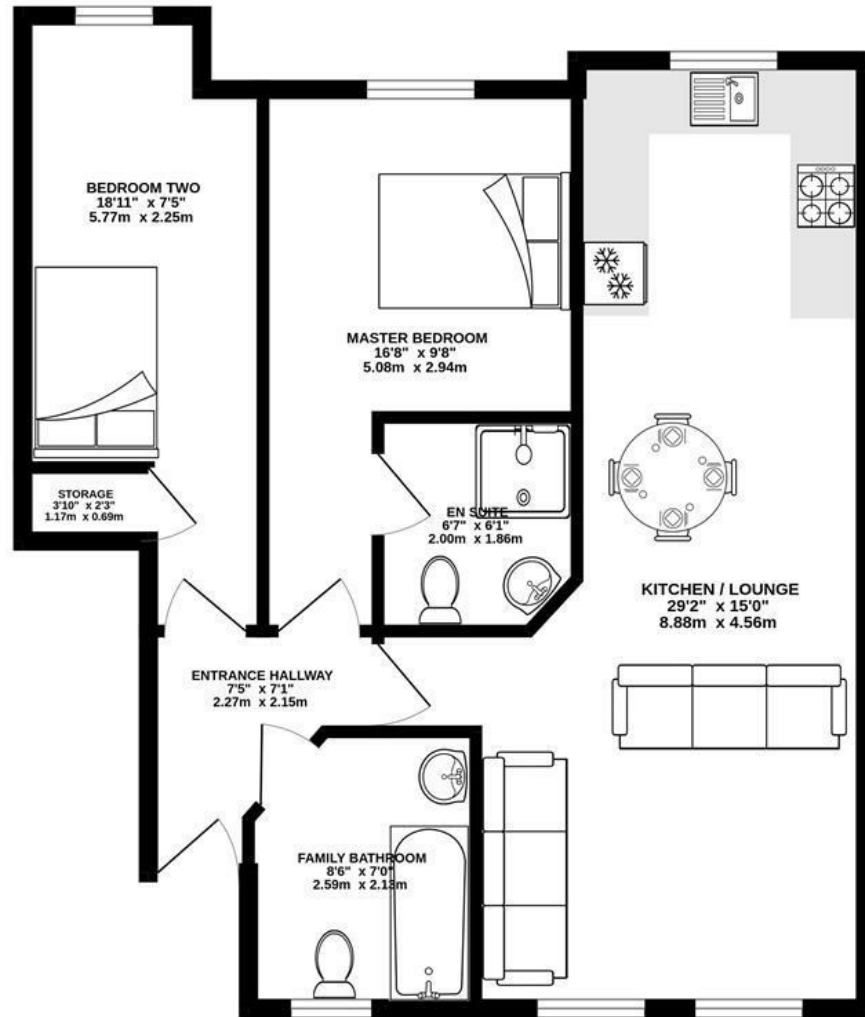 BEDROOM TWO
18'11" x 7'5"
5.77m x 2.25m
MASTER BEDROOM
16'8" x 9'8"
5.08m x 2.94m
STORAGE
3'10" x 2'3"
1.17m x 0.69m
EN SUITE
6'7" x 6'1"
2.00m x 1.86m
KITCHEN / LOUNGE
29'2" x 15'0"
8.88m x 4.56m
ENTRANCE HALLWAY
7'5" x 7'1"
2.27m x 2.15m
FAMILY BATHROOM
8'6" x 7'0"
2.59m x 2.13m